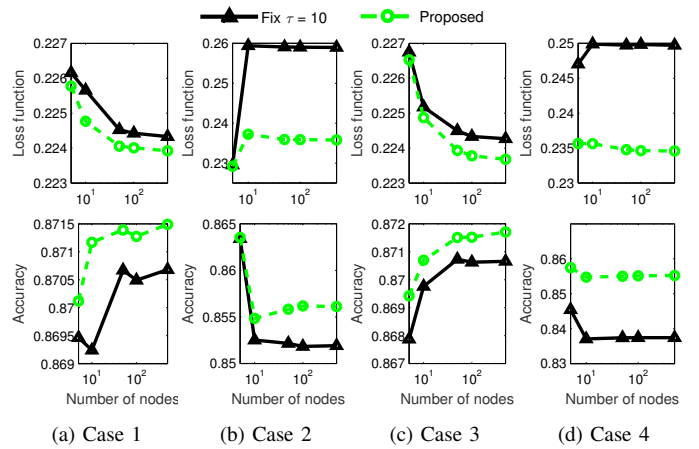 Fix τ = 10 Proposed
Loss function 0.227 0.226 0.225 0.224 0.223 10¹ 10²
Loss function 0.26 0.25 0.24 0.23 10¹ 10²
Loss function 0.227 0.226 0.225 0.224 0.223 10¹ 10²
Loss function 0.25 0.245 0.24 0.235 0.23 10¹ 10²
Accuracy 0.8715 0.871 0.8705 0.87 0.8695 0.869 10¹ 10²
Accuracy 0.865 0.86 0.855 0.85 10¹ 10²
Accuracy 0.872 0.871 0.87 0.869 0.868 0.867 10¹ 10²
Accuracy 0.86 0.85 0.84 0.83 10¹ 10²
Number of nodes Number of nodes Number of nodes Number of nodes
(a) Case 1 (b) Case 2 (c) Case 3 (d) Case 4